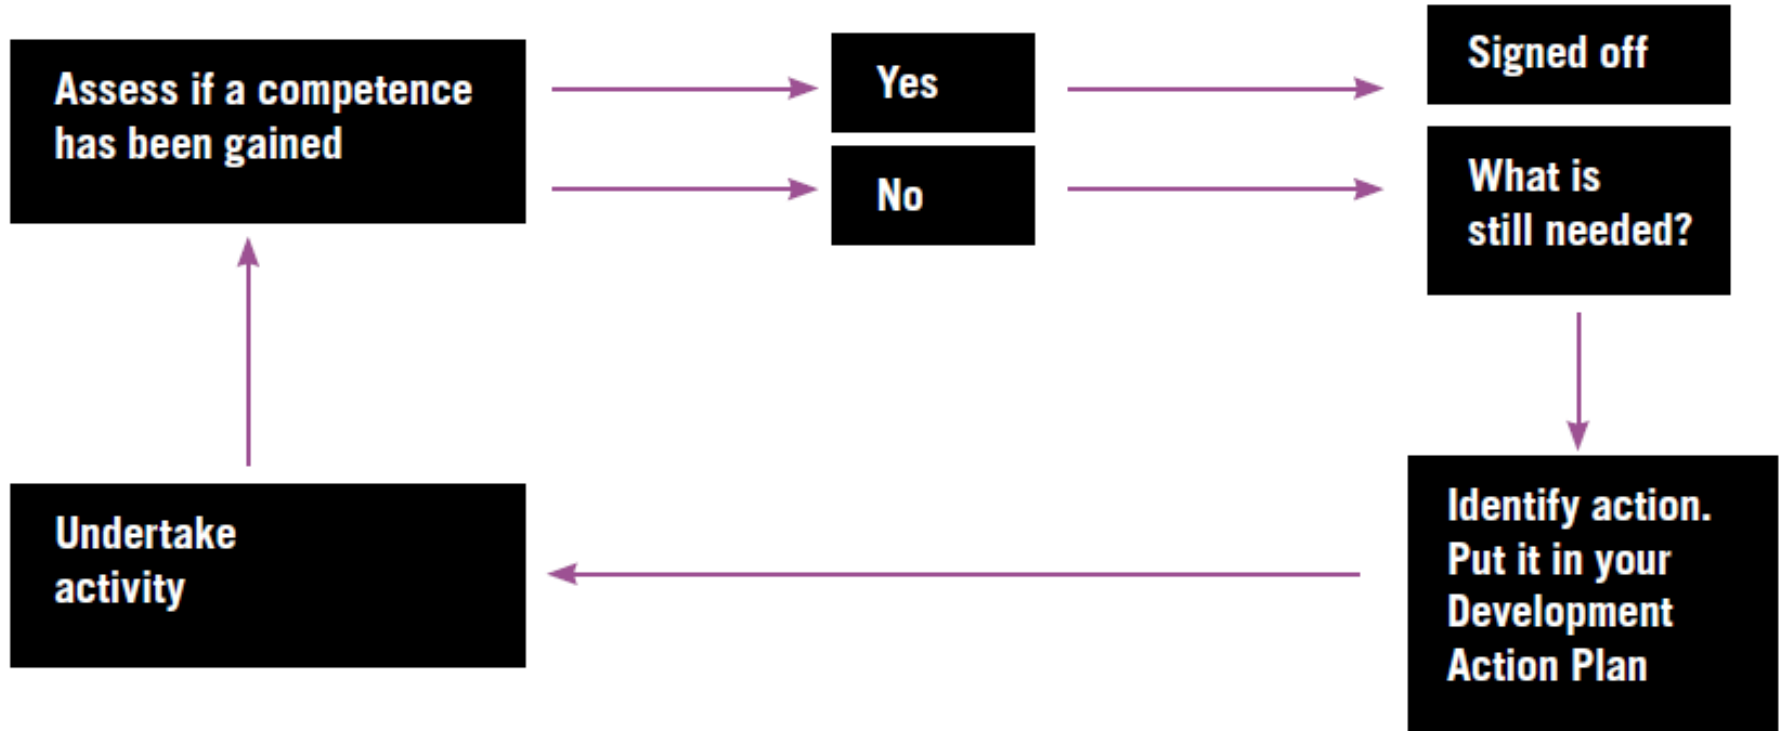 Assess if a competence
has been gained
Yes
No
Signed off
What is
still needed?
Identify action.
Put it in your
Development
Action Plan
Undertake
activity